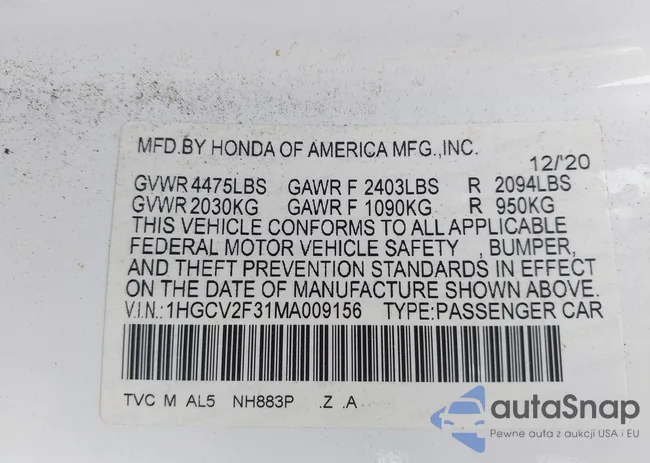 MFD.BY HONDA OF AMERICA MFG.,INC.
12/'20
GVWR 4475LBS GAWR F 2403LBS R 2094LBS
GVWR 2030KG GAWR F 1090KG R 950KG
THIS VEHICLE CONFORMS TO ALL APPLICABLE
FEDERAL MOTOR VEHICLE SAFETY , BUMPER,
AND THEFT PREVENTION STANDARDS IN EFFECT
ON THE DATE OF MANUFACTURE SHOWN ABOVE.
V.I.N.:1HGCV2F31MA009156 TYPE:PASSENGER CAR
TVC M AL5 NH883P .Z .A
autaSnap
Pewne auta z aukcji USA i EU